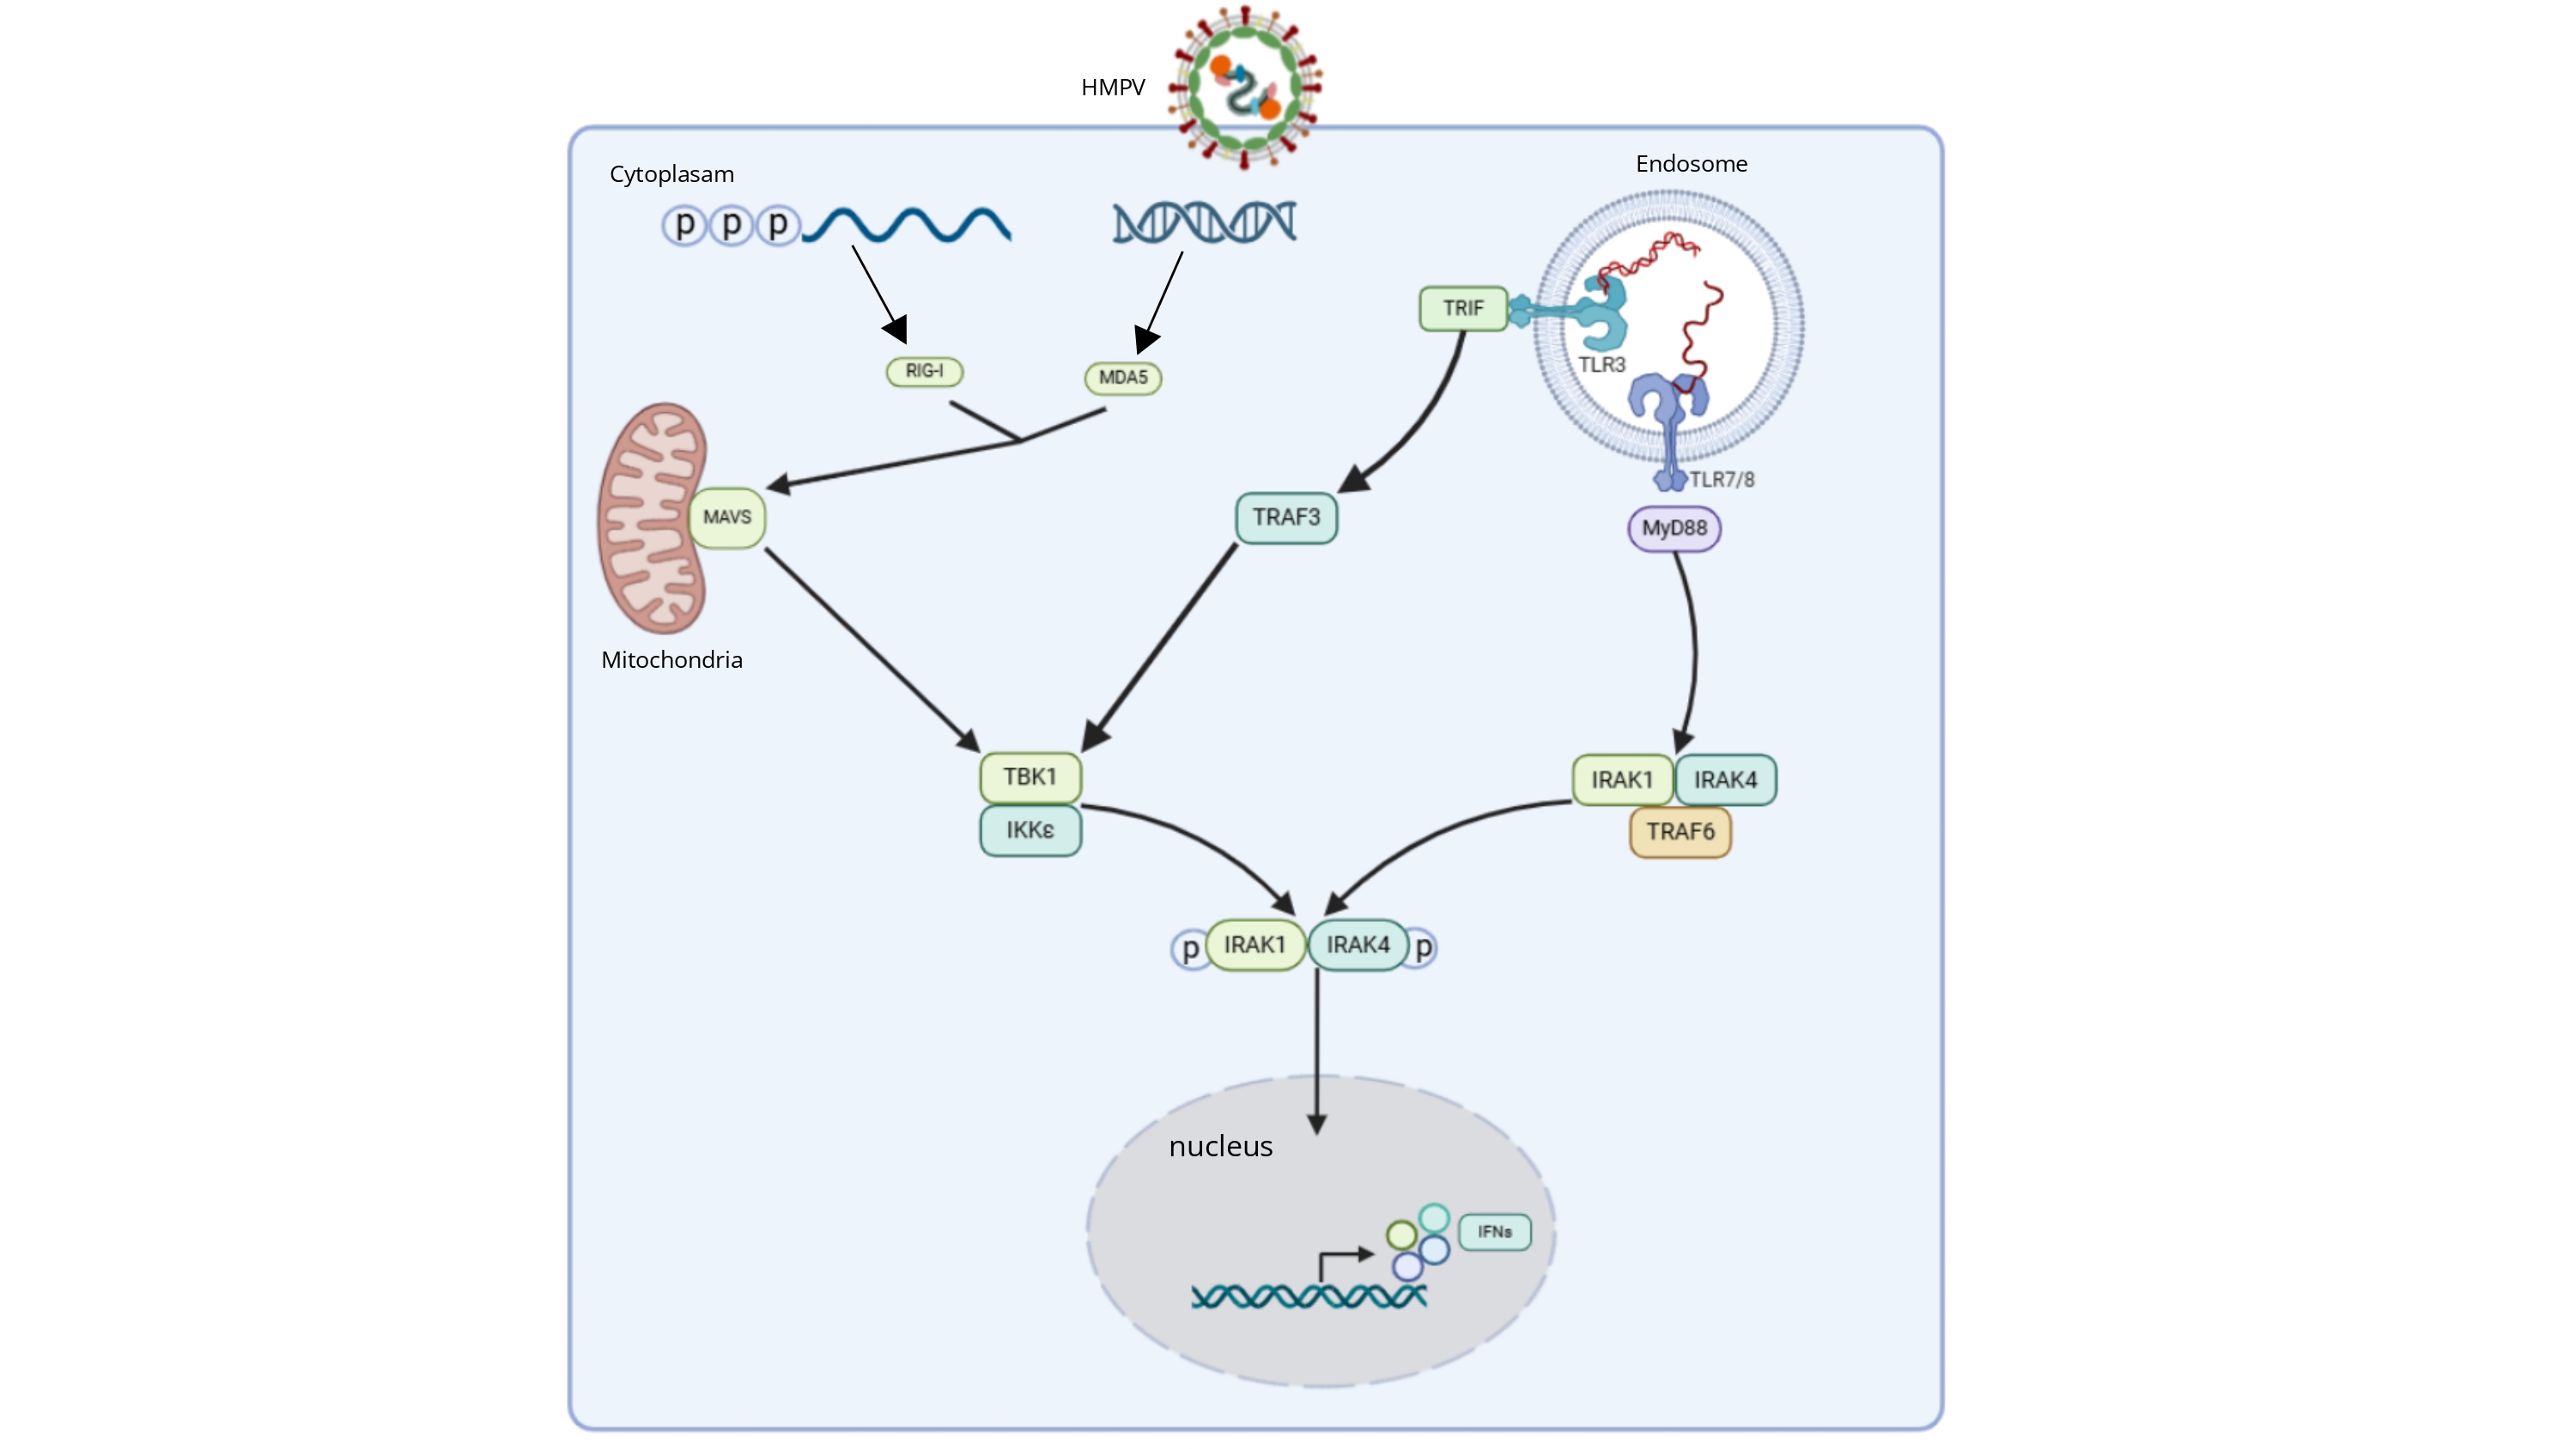 HMPV
Cytoplasam
Endosome
p p p
TRIF
TLR3
RIG-I
MDA5
TLR7/8
MAVS
TRAF3
MyD88
Mitochondria
TBK1
IKKε
IRAK1 IRAK4
TRAF6
p IRAK1 IRAK4 p
nucleus
IFNs